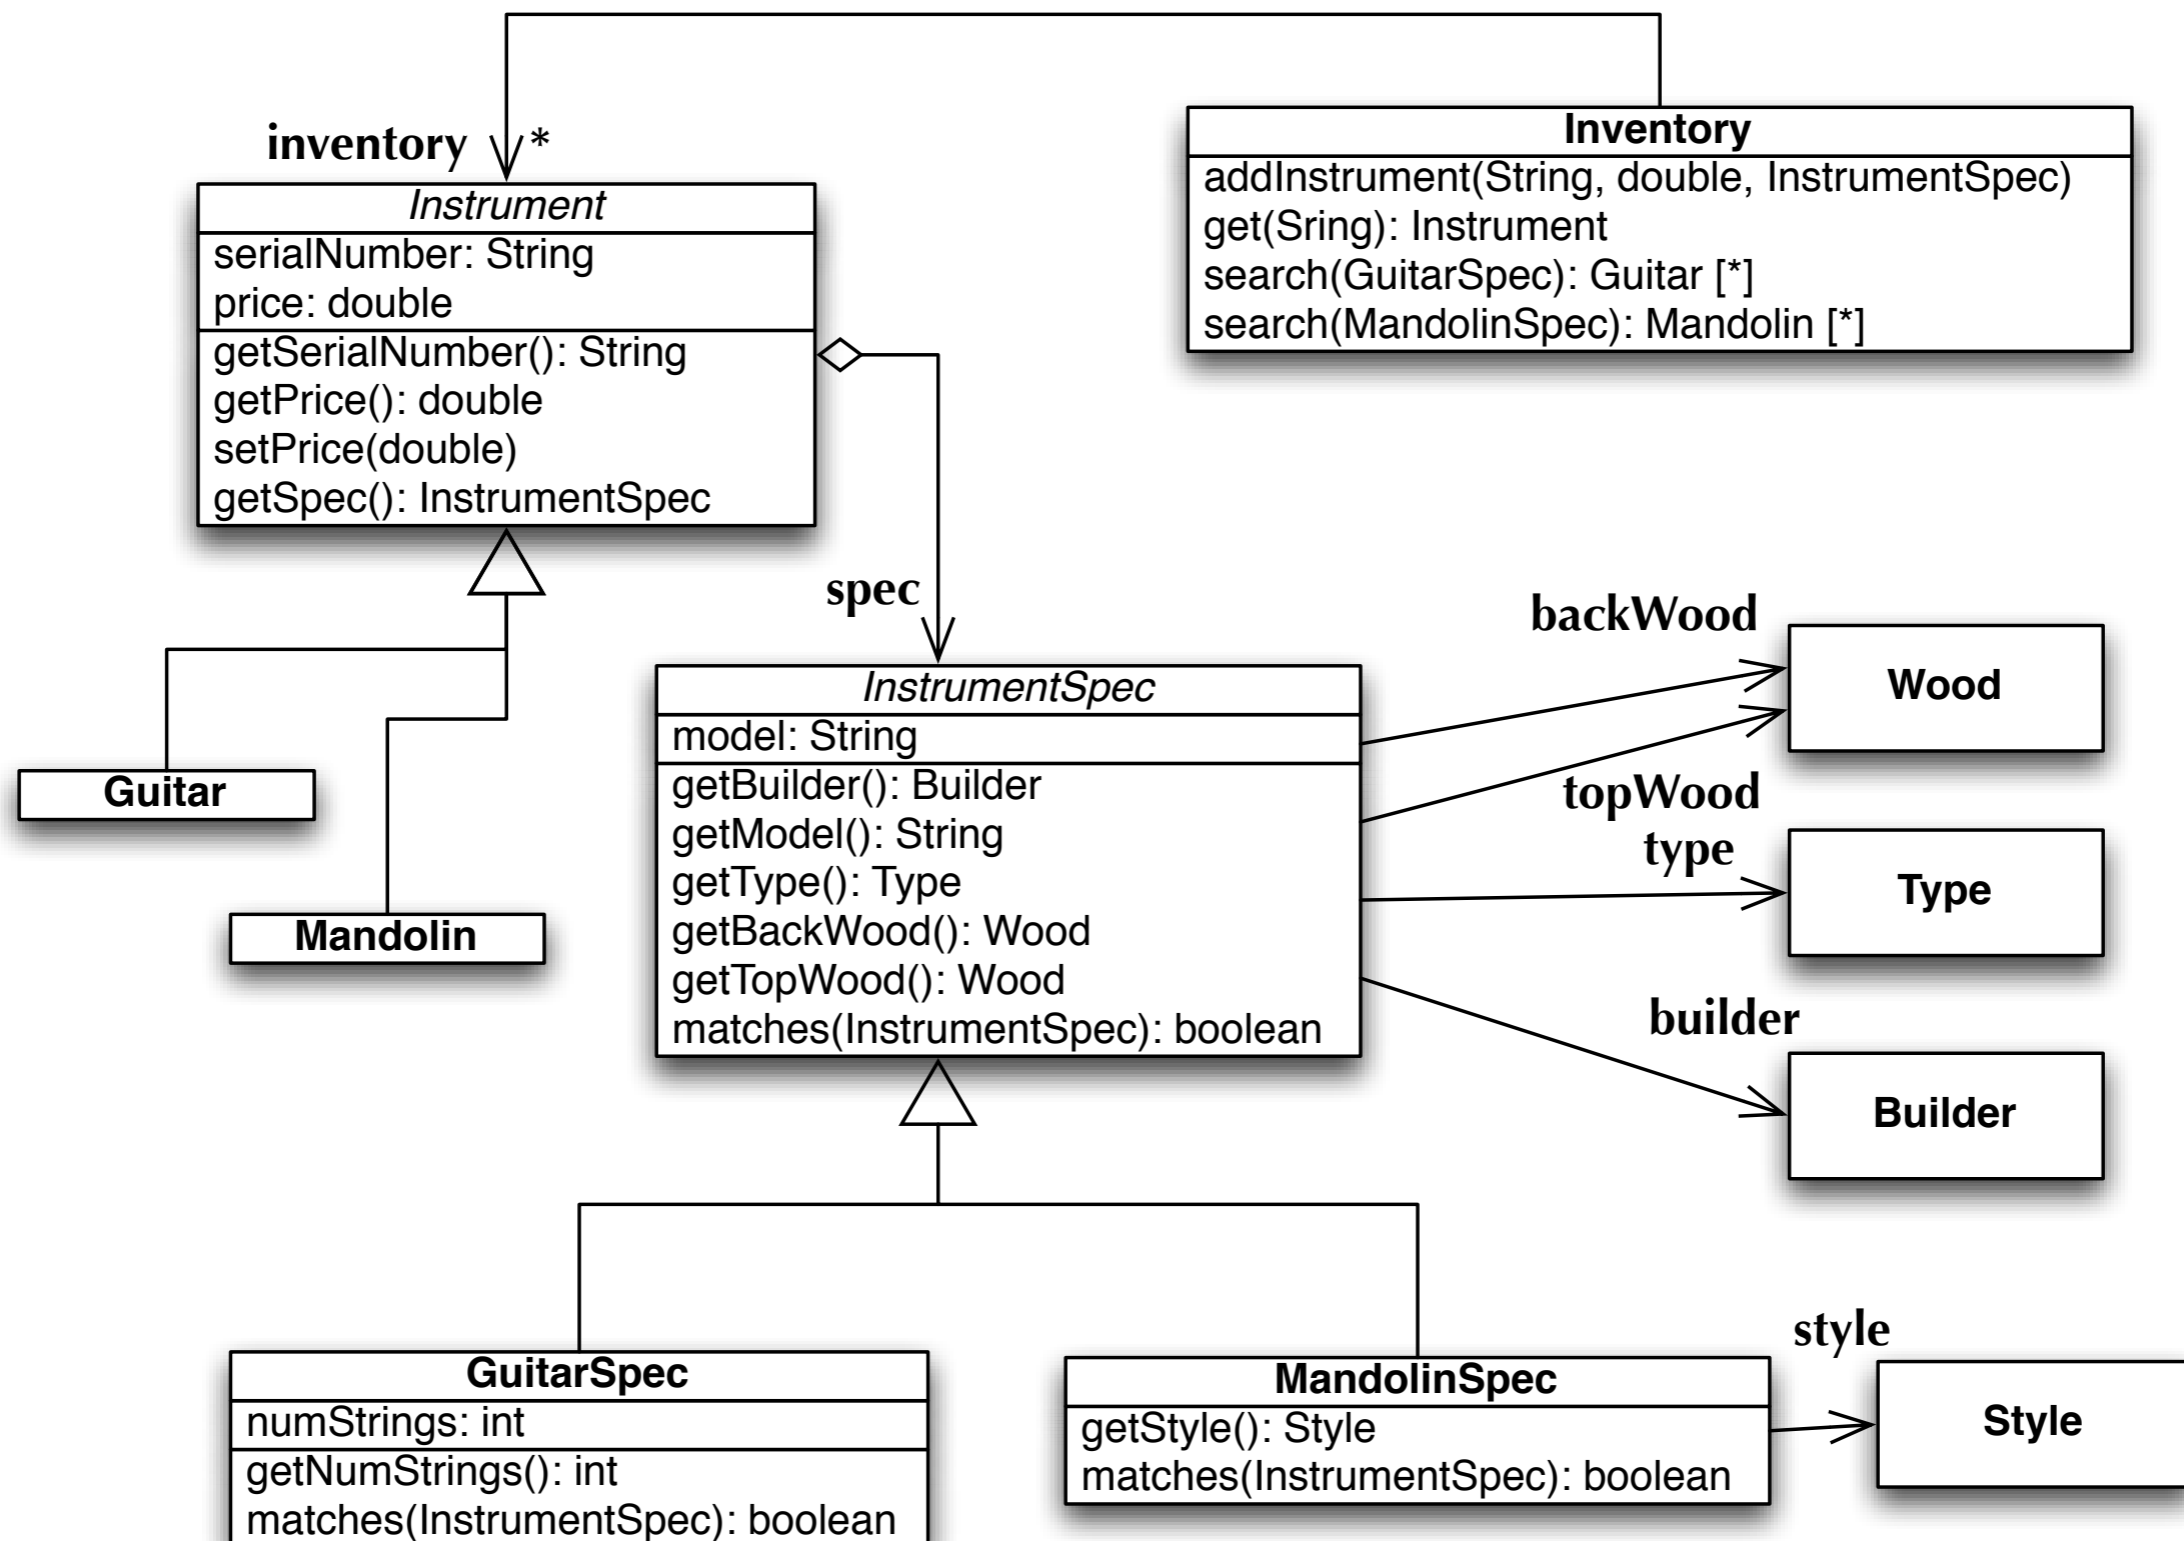 inventory *
Inventory
addInstrument(String, double, InstrumentSpec)
get(Sring): Instrument
search(GuitarSpec): Guitar [*]
search(MandolinSpec): Mandolin [*]
Instrument
serialNumber: String
price: double
getSerialNumber(): String
getPrice(): double
setPrice(double)
getSpec(): InstrumentSpec
spec
Guitar
Mandolin
InstrumentSpec
model: String
getBuilder(): Builder
getModel(): String
getType(): Type
getBackWood(): Wood
getTopWood(): Wood
matches(InstrumentSpec): boolean
backWood
Wood
topWood
type
Type
builder
Builder
GuitarSpec
numStrings: int
getNumStrings(): int
matches(InstrumentSpec): boolean
MandolinSpec
getStyle(): Style
matches(InstrumentSpec): boolean
style
Style